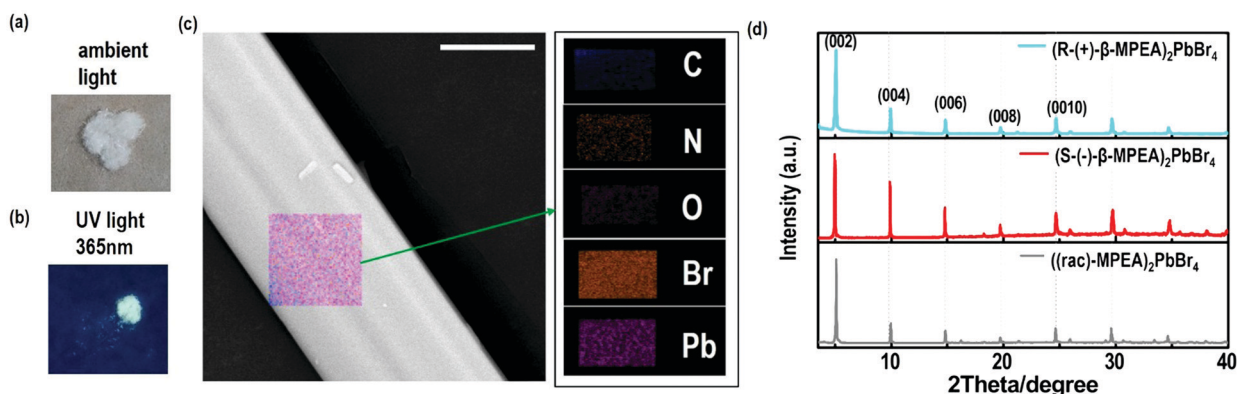 (a)
ambient
light
(b)
UV light
365nm
(c)
C
N
O
Br
Pb
(d)
(002)
(004)
(006)
(008)
(0010)
(R-(+)-β-MPEA)₂PbBr₄
(S-(-)-β-MPEA)₂PbBr₄
((rac)-MPEA)₂PbBr₄
Intensity (a.u.)
10
20
30
40
2Theta/degree